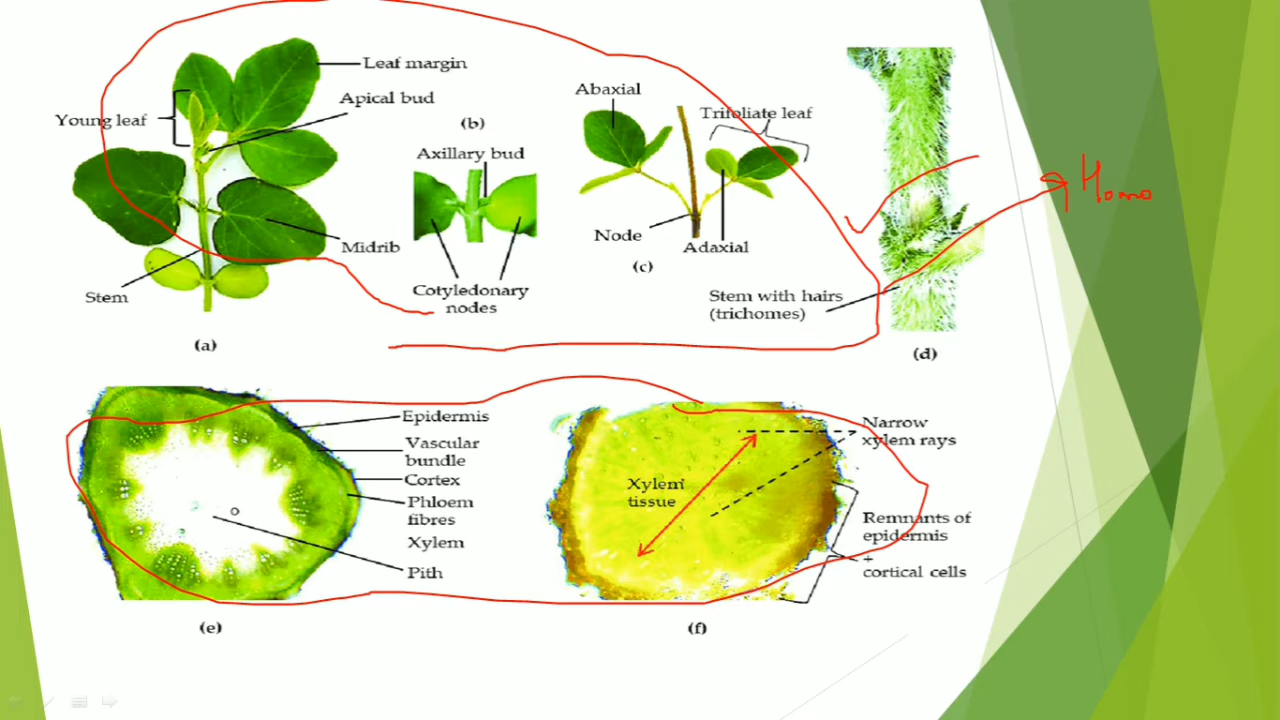 Leaf margin
Apical bud
Young leaf
(b)
Axillary bud
Midrib
Stem
Cotyledonary
nodes
(a)
Abaxial
Trifoliate leaf
Node
Adaxial
(c)
Stem with hairs
(trichomes)
(d)
Homo
Epidermis
Vascular
bundle
Cortex
Phloem
fibres
Xylem
Pith
(e)
Xylem
tissue
Narrow
xylem rays
Remnants of
epidermis
+
cortical cells
(f)